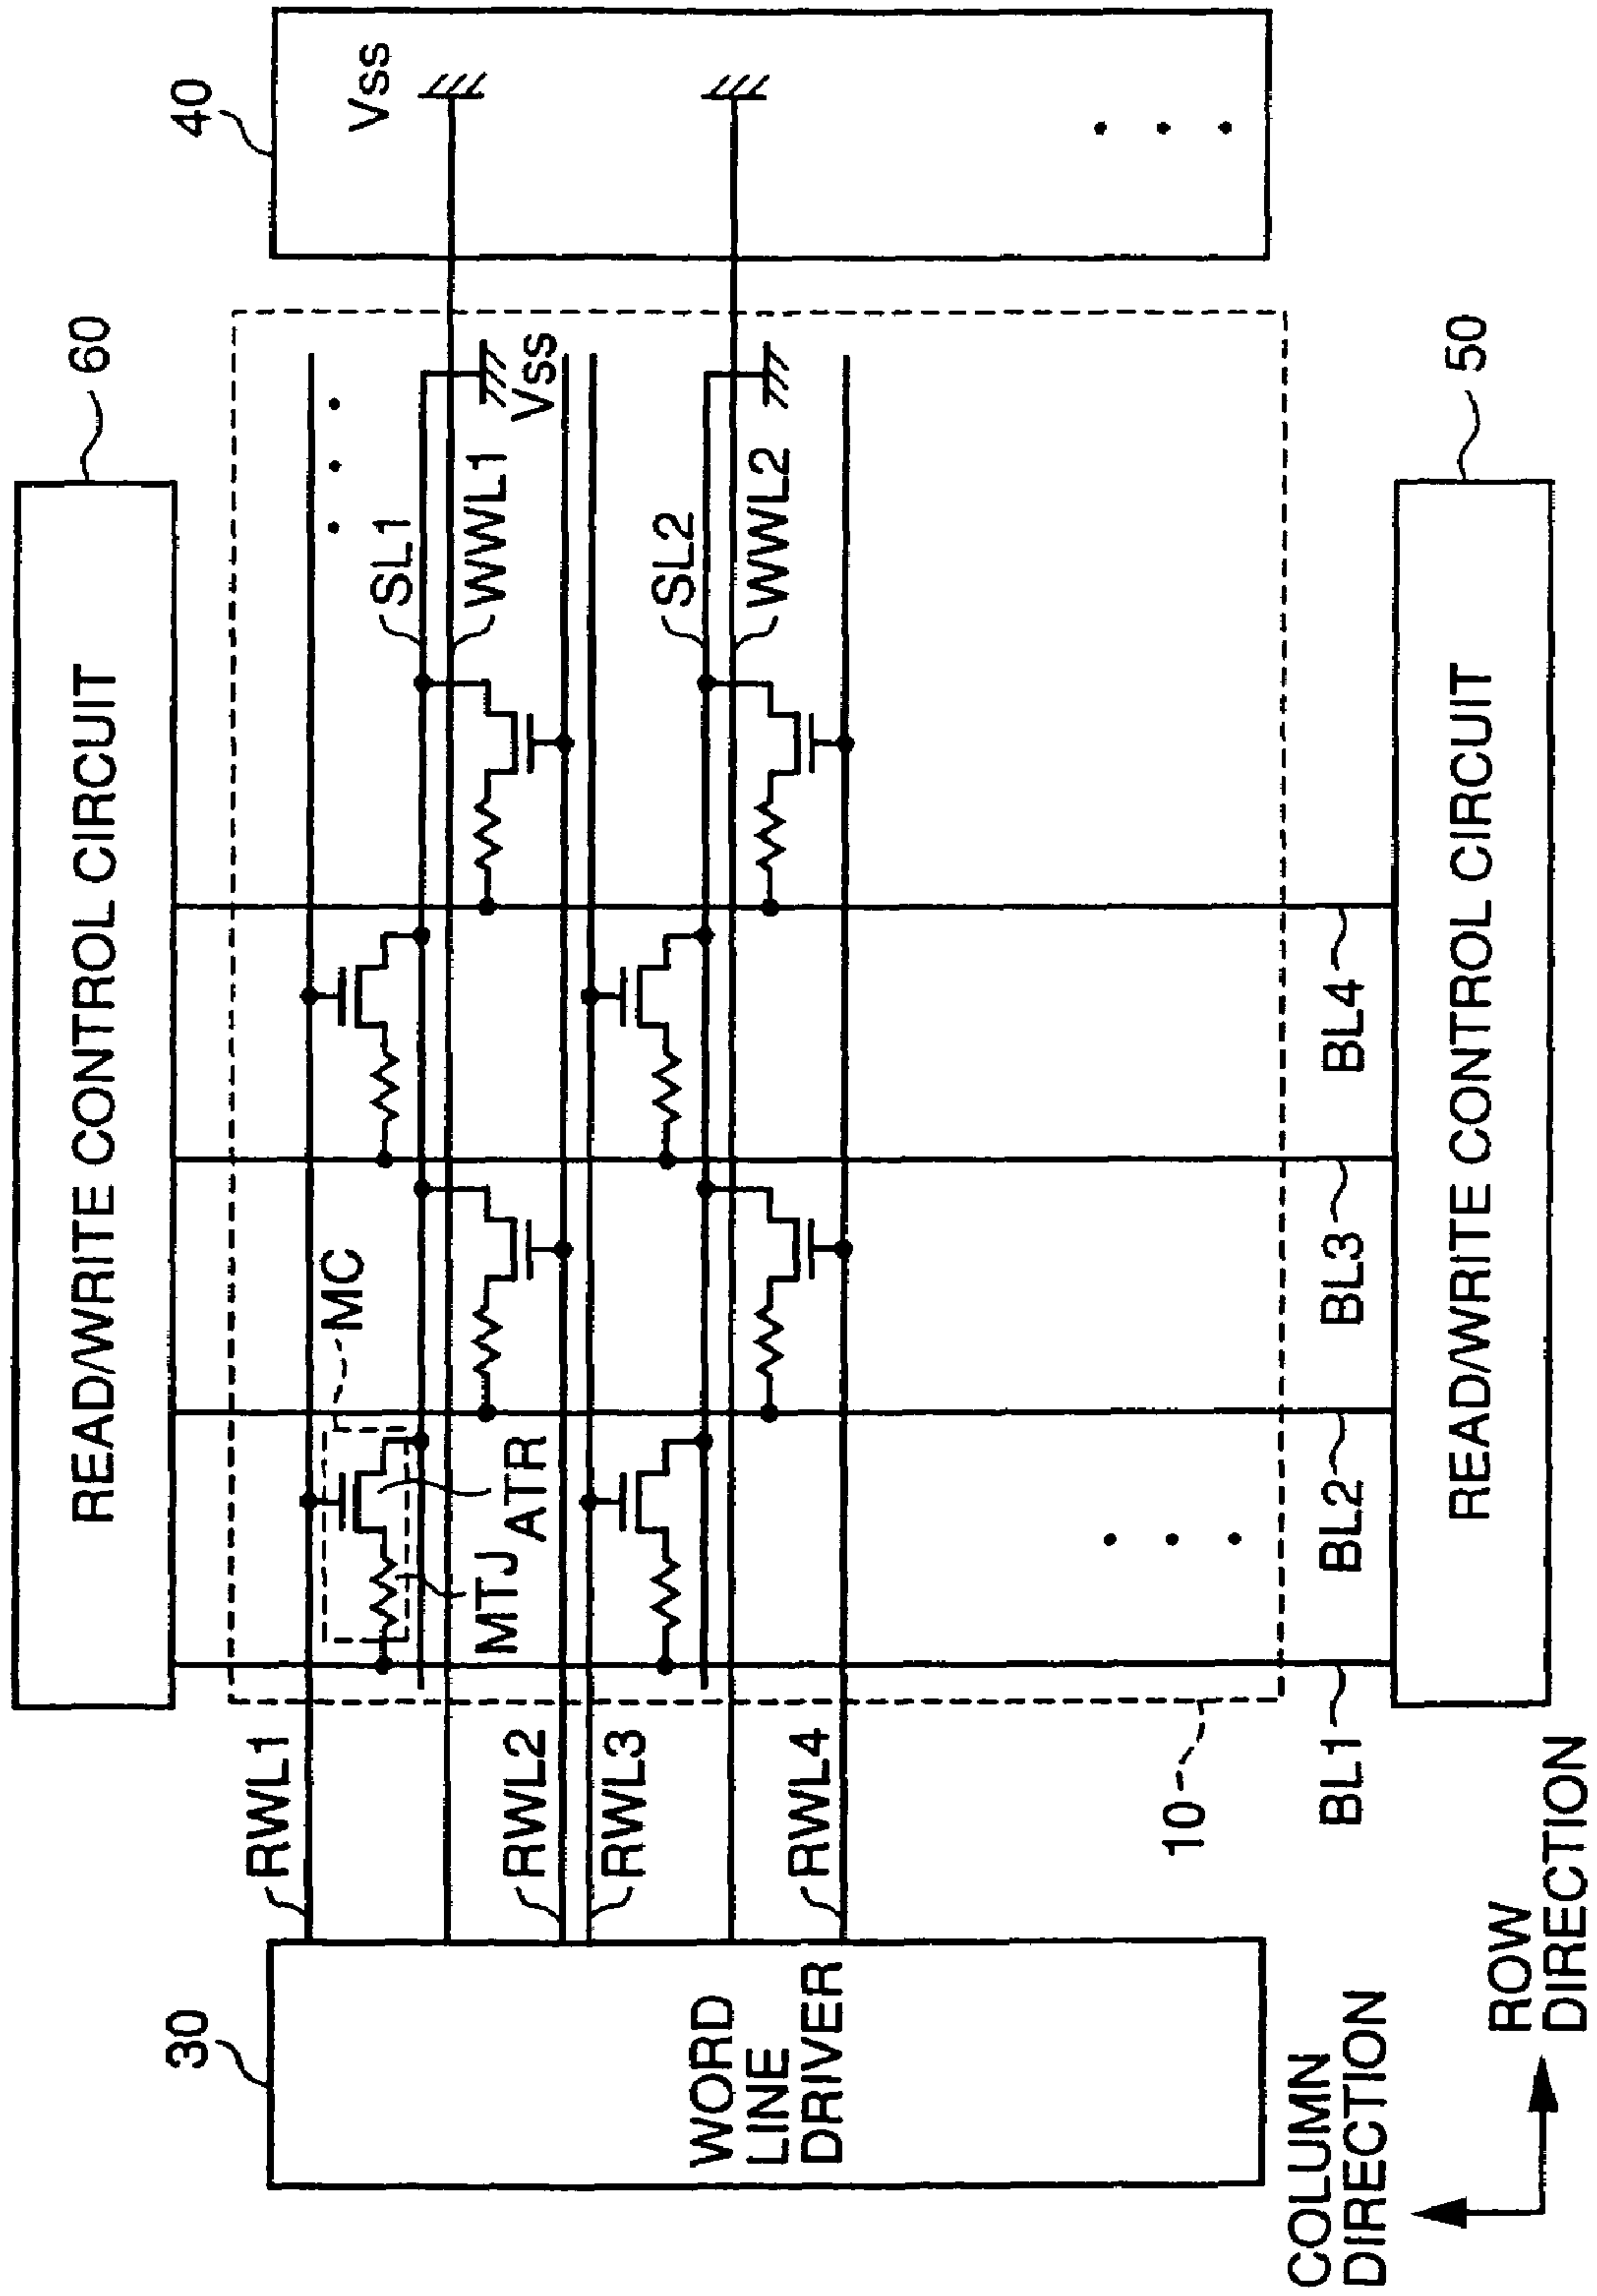 READ/WRITE CONTROL CIRCUIT
60
40
Vss
30
WORD
LINE
DRIVER
RWL1
MC
MTJ
ATR
SL1
WWL1
Vss
RWL2
RWL3
SL2
WWL2
RWL4
10
BL1
BL2
BL3
BL4
READ/WRITE CONTROL CIRCUIT
50
COLUMN
DIRECTION
ROW
DIRECTION